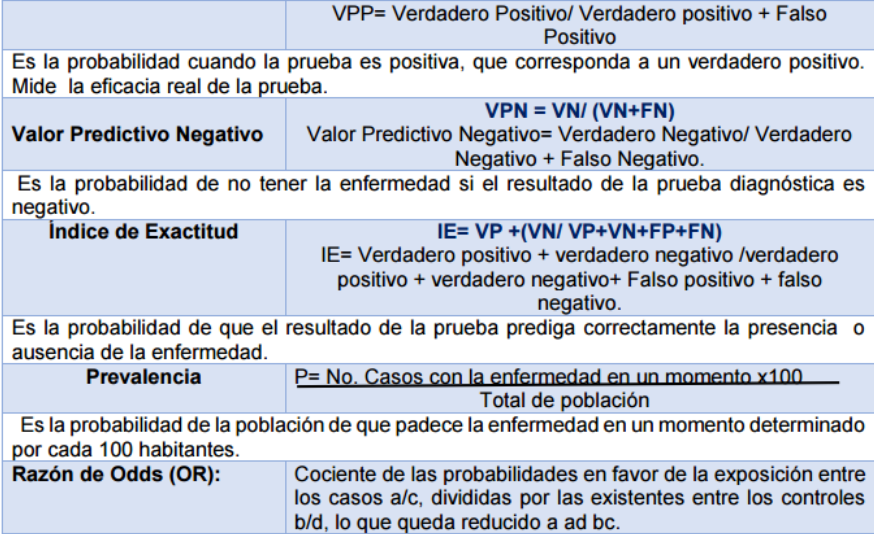 VPP= Verdadero Positivo/ Verdadero positivo + Falso
Positivo
Es la probabilidad cuando la prueba es positiva, que corresponda a un verdadero positivo.
Mide la eficacia real de la prueba.
Valor Predictivo Negativo
VPN = VN/ (VN+FN)
Valor Predictivo Negativo= Verdadero Negativo/ Verdadero
Negativo + Falso Negativo.
Es la probabilidad de no tener la enfermedad si el resultado de la prueba diagnóstica es
negativo.
Índice de Exactitud
IE= VP +(VN/ VP+VN+FP+FN)
IE= Verdadero positivo + verdadero negativo /verdadero
positivo + verdadero negativo+ Falso positivo + falso
negativo.
Es la probabilidad de que el resultado de la prueba prediga correctamente la presencia o
ausencia de la enfermedad.
Prevalencia
P= No. Casos con la enfermedad en un momento x100
Total de población
Es la probabilidad de la población de que padece la enfermedad en un momento determinado
por cada 100 habitantes.
Razón de Odds (OR):
Cociente de las probabilidades en favor de la exposición entre
los casos a/c, divididas por las existentes entre los controles
b/d, lo que queda reducido a ad bc.